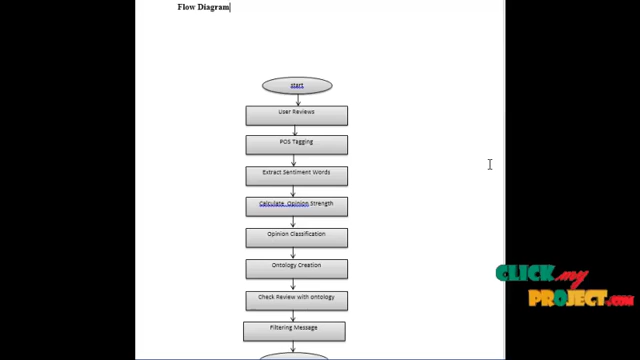 Flow Diagram
start
User Reviews
POS Tagging
Extract Sentiment Words
Calculate Opinion Strength
Opinion Classification
Ontology Creation
Check Review with ontology
Filtering Message
CLICK my
PROJECT.COM